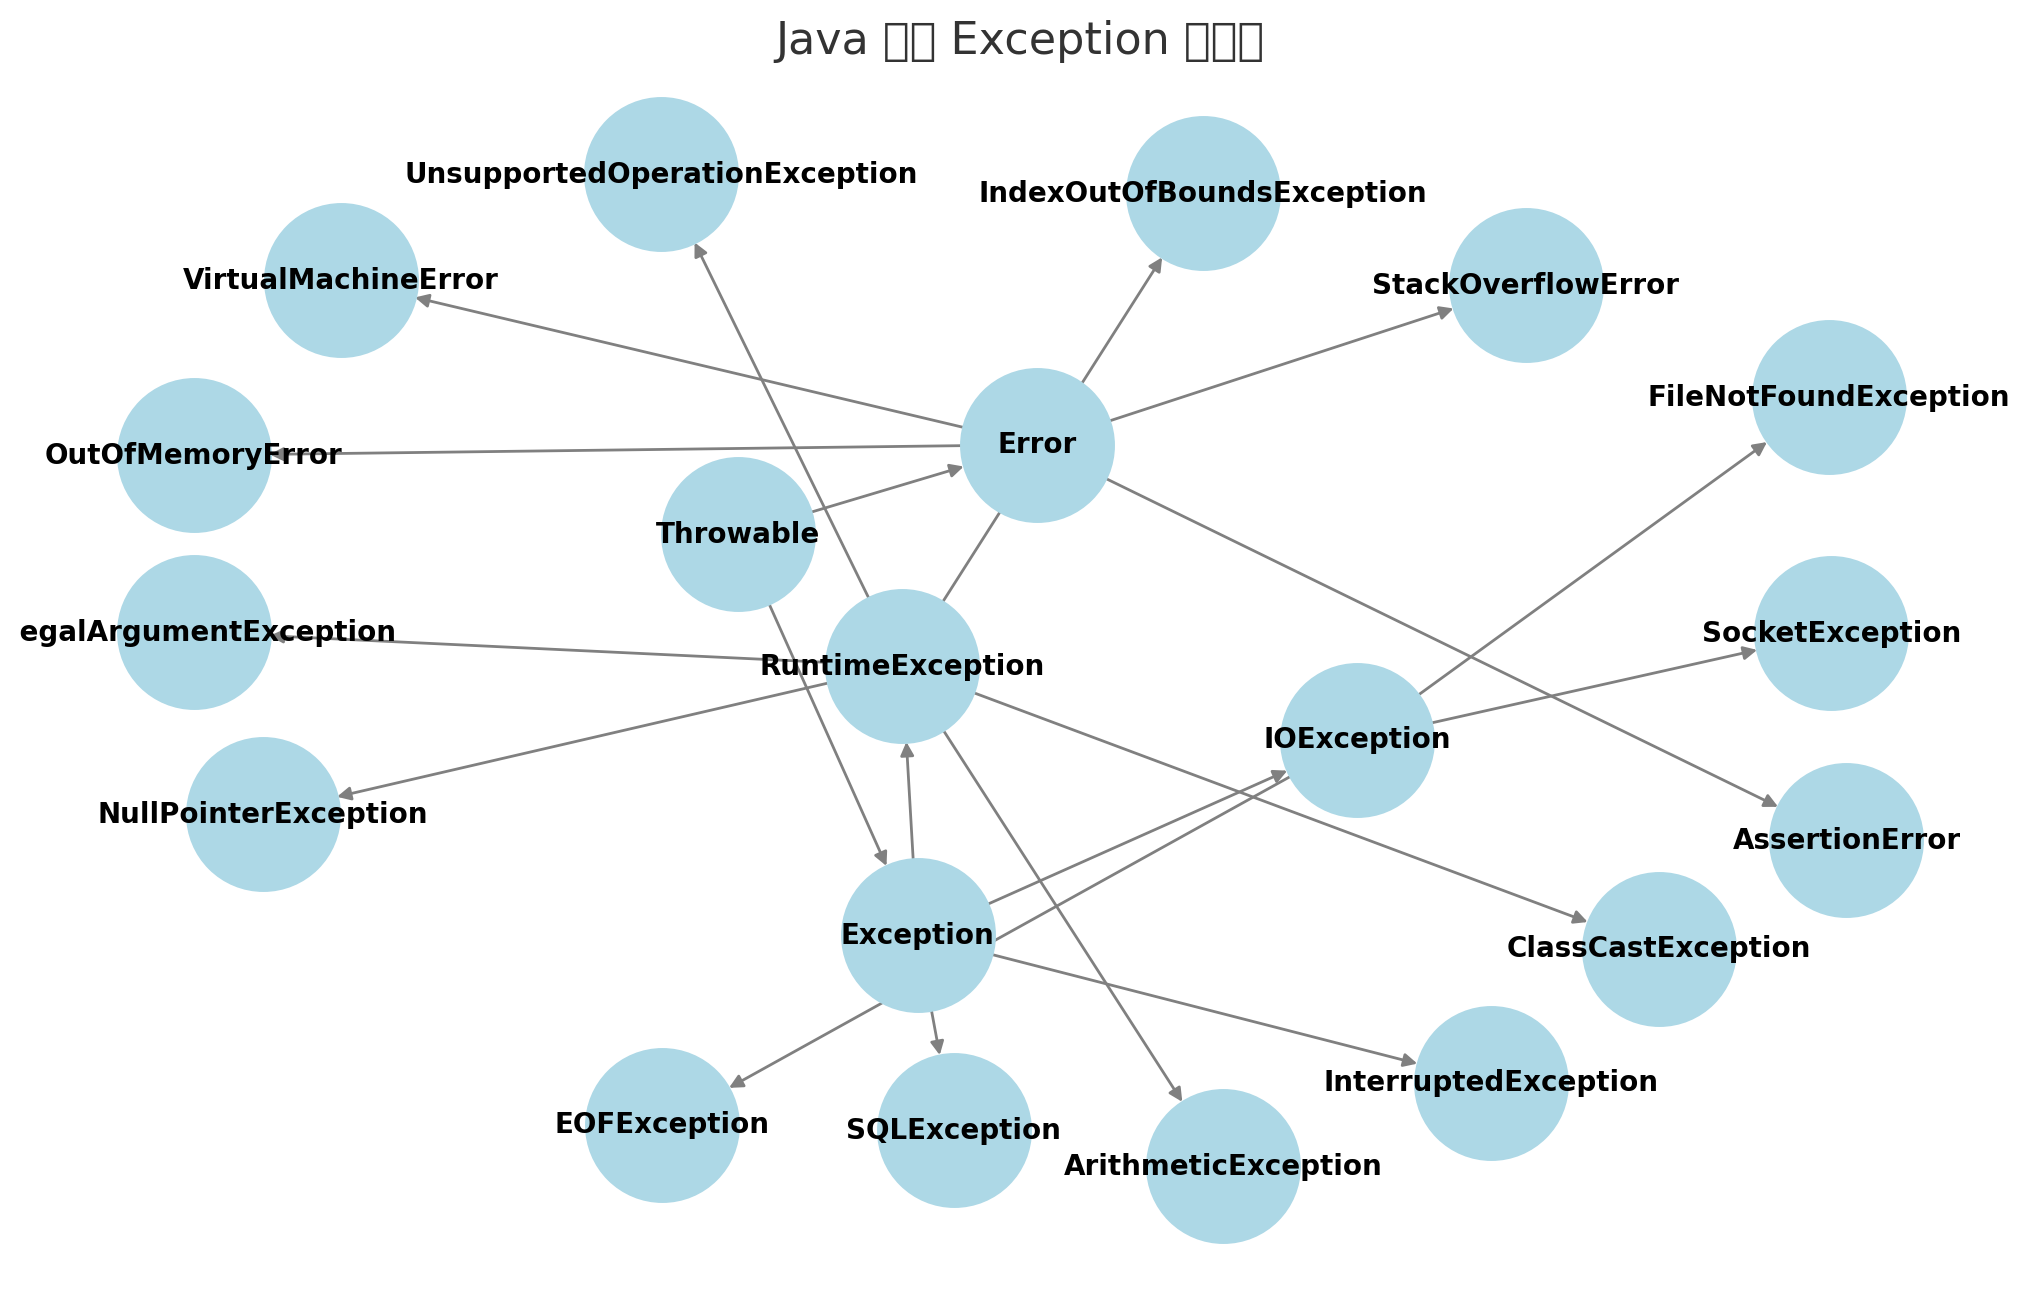 Java □□ Exception □□□
UnsupportedOperationException
IndexOutOfBoundsException
VirtualMachineError
StackOverflowError
FileNotFoundException
Error
OutOfMemoryError
Throwable
egalArgumentException
SocketException
RuntimeException
IOException
NullPointerException
AssertionError
Exception
ClassCastException
InterruptedException
EOFException
SQLException
ArithmeticException